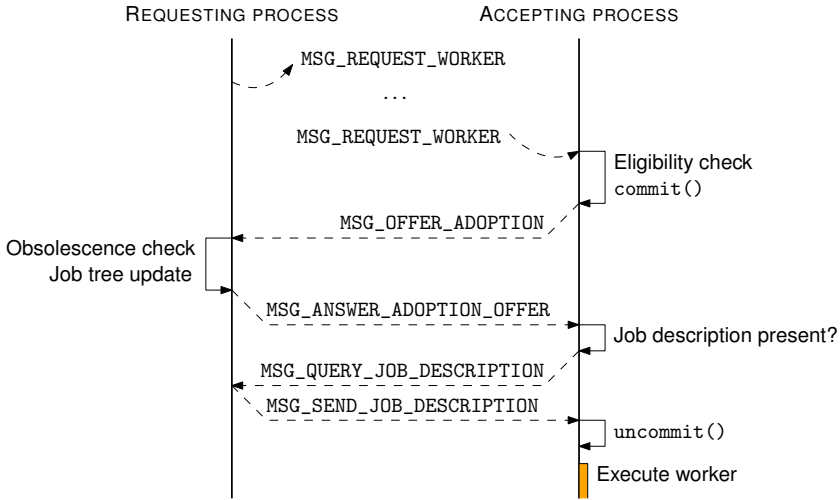 REQUESTING PROCESS
ACCEPTING PROCESS
MSG_REQUEST_WORKER
...
MSG_REQUEST_WORKER
Eligibility check
commit()
MSG_OFFER_ADOPTION
Obsolescence check
Job tree update
MSG_ANSWER_ADOPTION_OFFER
Job description present?
MSG_QUERY_JOB_DESCRIPTION
MSG_SEND_JOB_DESCRIPTION
uncommit()
Execute worker